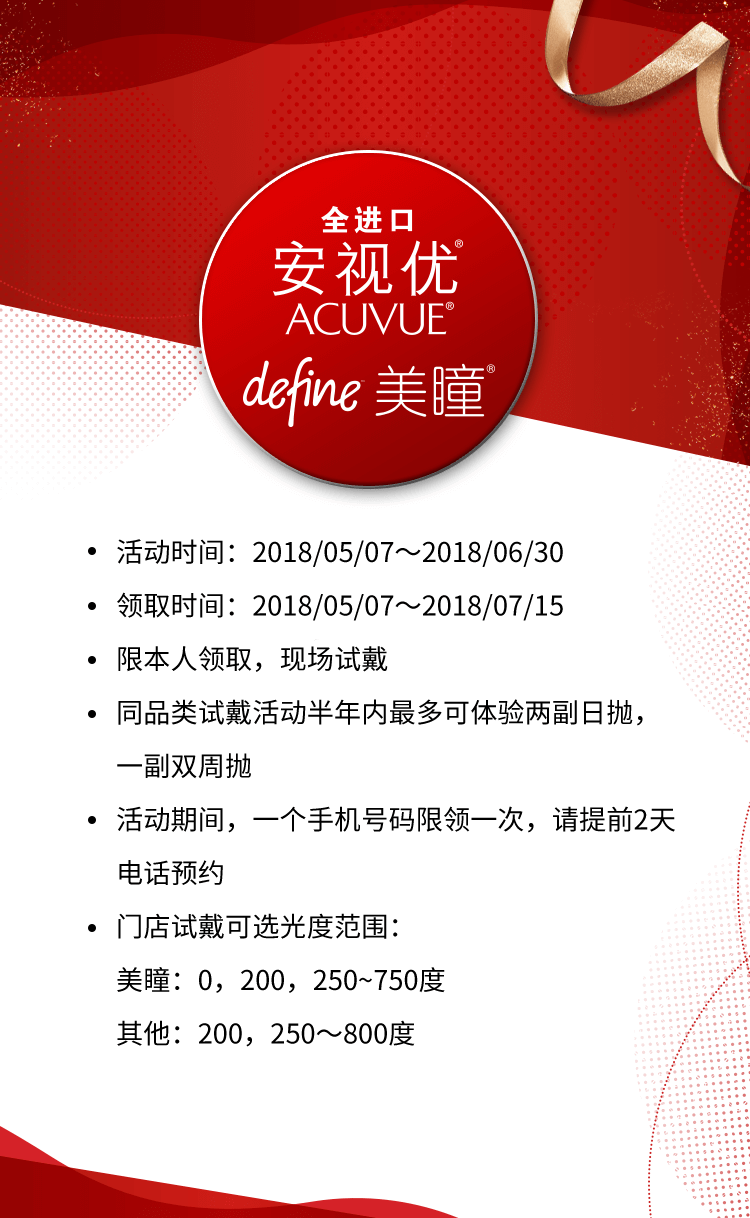 全进口
安视优®
ACUVUE®
define™ 美瞳®
• 活动时间：2018/05/07～2018/06/30
• 领取时间：2018/05/07～2018/07/15
• 限本人领取，现场试戴
• 同品类试戴活动半年内最多可体验两副日抛，
一副双周抛
• 活动期间，一个手机号码限领一次，请提前2天
电话预约
• 门店试戴可选光度范围：
美瞳：0，200，250~750度
其他：200，250～800度